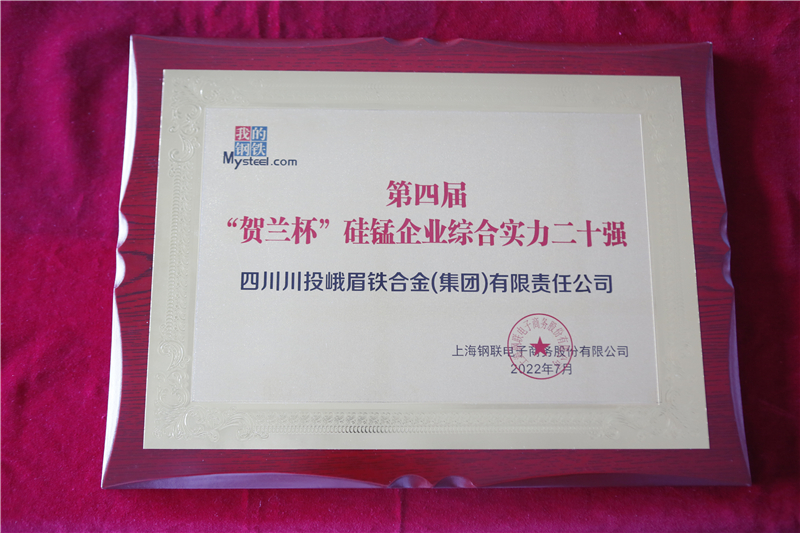 我的
钢铁
Mysteel.com
第四届
“贺兰杯”硅锰企业综合实力二十强
四川川投峨眉铁合金(集团)有限责任公司
上海钢联电子商务股份有限公司
2022年7月